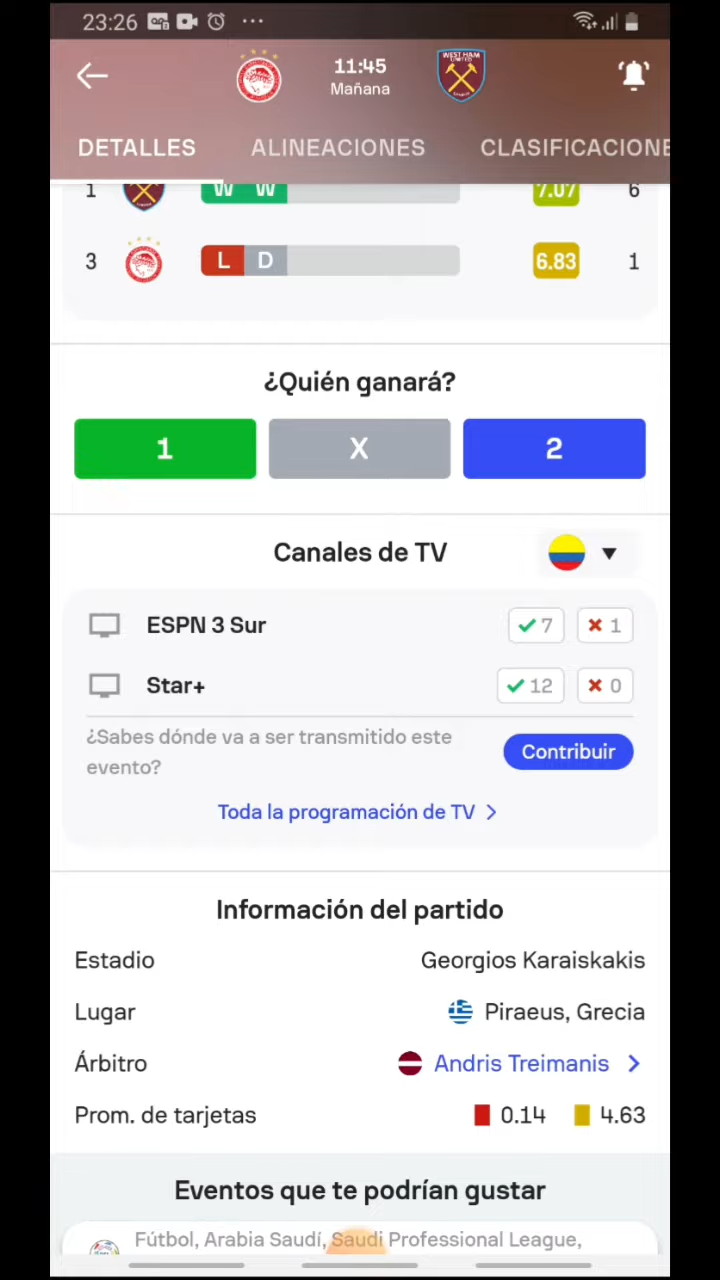 23:26
11:45
Mañana
WEST HAM
UNITED
DETALLES ALINEACIONES CLASIFICACIONE
1 W W 7.07 6
3 L D 6.83 1
¿Quién ganará?
1 X 2
Canales de TV
ESPN 3 Sur 7 1
Star+ 12 0
¿Sabes dónde va a ser transmitido este
evento?
Contribuir
Toda la programación de TV
Información del partido
Estadio Georgios Karaiskakis
Lugar Piraeus, Grecia
Árbitro Andris Treimanis
Prom. de tarjetas 0.14 4.63
Eventos que te podrían gustar
Fútbol, Arabia Saudí, Saudi Professional League,